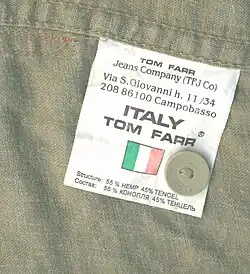 TOM FARR
Jeans Company (TFJ Co)
Via S. Giovanni h. 11/34
208 86100 Campobasso
ITALY
TOM FARR ®
Structure: 55 % HEMP 45% TENCEL
Состав: 55 % КОНОПЛЯ 45% ТЕНЦЕЛЬ